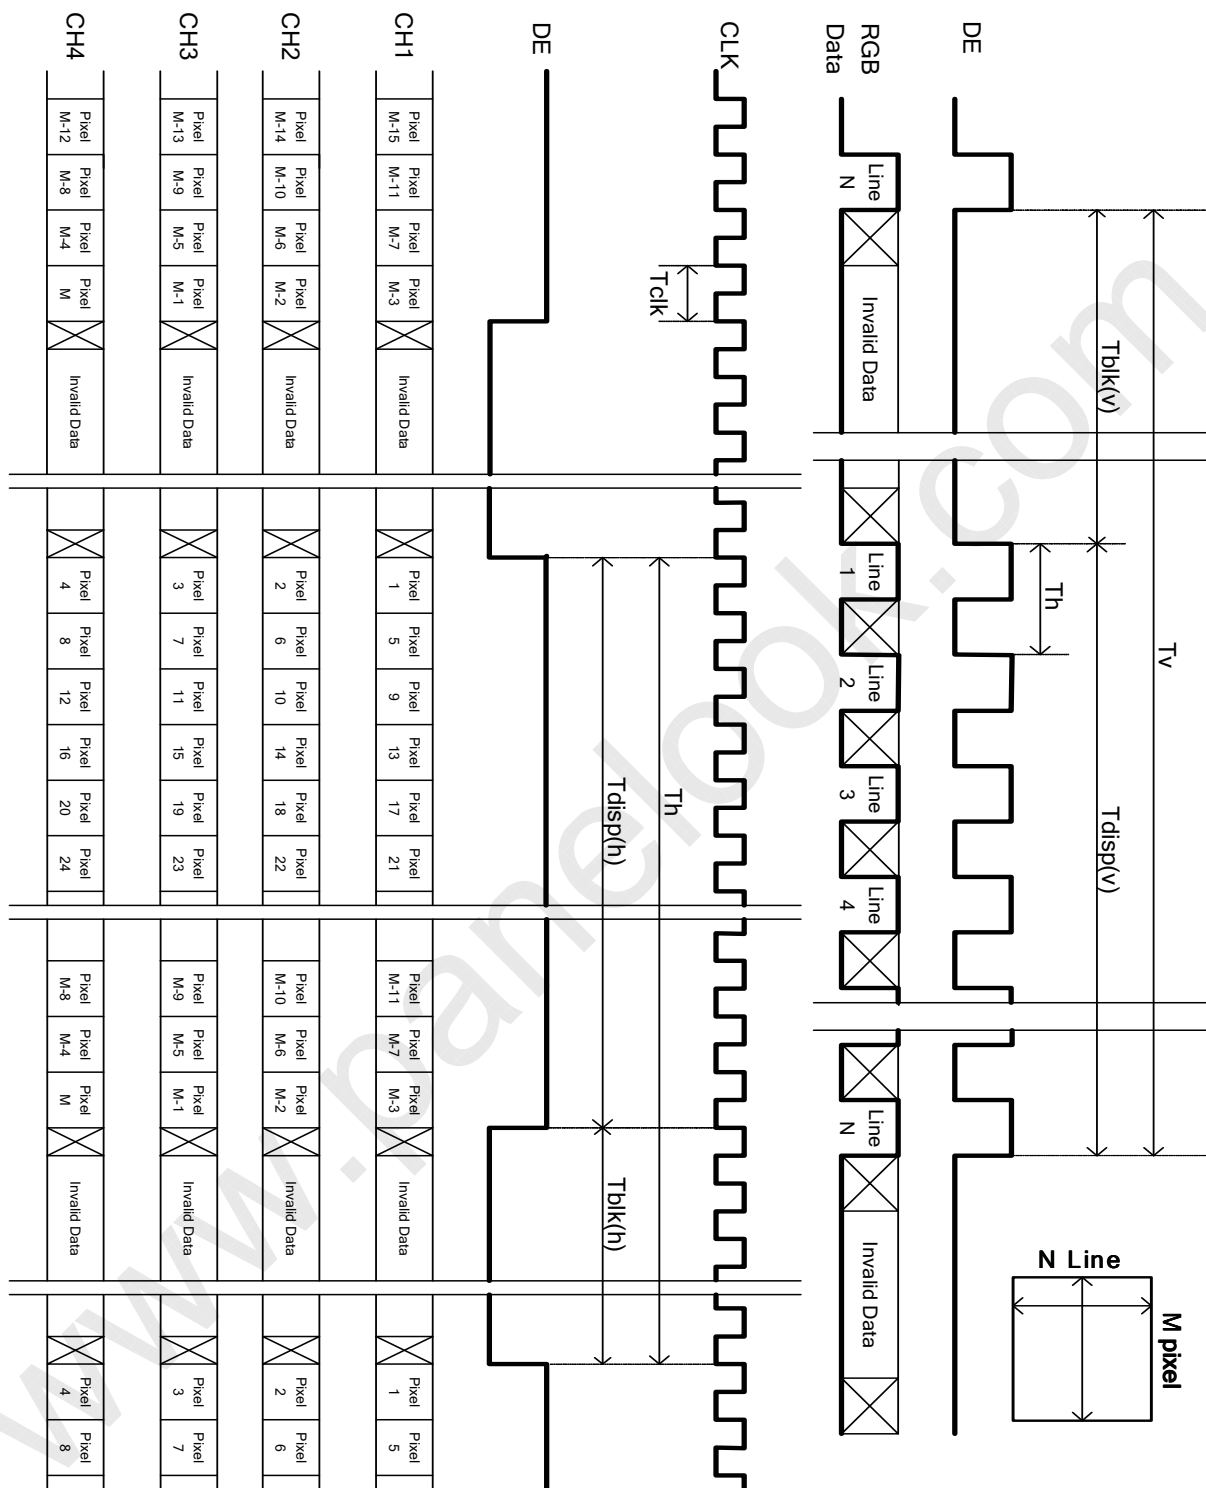 DE
RGB
Data
Line
N
Invalid Data
Line
1
Line
2
Line
3
Line
4
Line
N
Invalid Data
Tv
Tblk(v)
Tdisp(v)
Th
N Line
M pixel
CLK
Tclk
Th
Tdisp(h)
Tblk(h)
DE
CH1
Pixel M-15
Pixel M-11
Pixel M-7
Pixel M-3
Invalid Data
Pixel 1
Pixel 5
Pixel 9
Pixel 13
Pixel 17
Pixel 21
Pixel M-11
Pixel M-7
Pixel M-3
Invalid Data
Pixel 1
Pixel 5
CH2
Pixel M-14
Pixel M-10
Pixel M-6
Pixel M-2
Invalid Data
Pixel 2
Pixel 6
Pixel 10
Pixel 14
Pixel 18
Pixel 22
Pixel M-10
Pixel M-6
Pixel M-2
Invalid Data
Pixel 2
Pixel 6
CH3
Pixel M-13
Pixel M-9
Pixel M-5
Pixel M-1
Invalid Data
Pixel 3
Pixel 7
Pixel 11
Pixel 15
Pixel 19
Pixel 23
Pixel M-9
Pixel M-5
Pixel M-1
Invalid Data
Pixel 3
Pixel 7
CH4
Pixel M-12
Pixel M-8
Pixel M-4
Pixel M
Invalid Data
Pixel 4
Pixel 8
Pixel 12
Pixel 16
Pixel 20
Pixel 24
Pixel M-8
Pixel M-4
Pixel M
Invalid Data
Pixel 4
Pixel 8
www.panelook.com